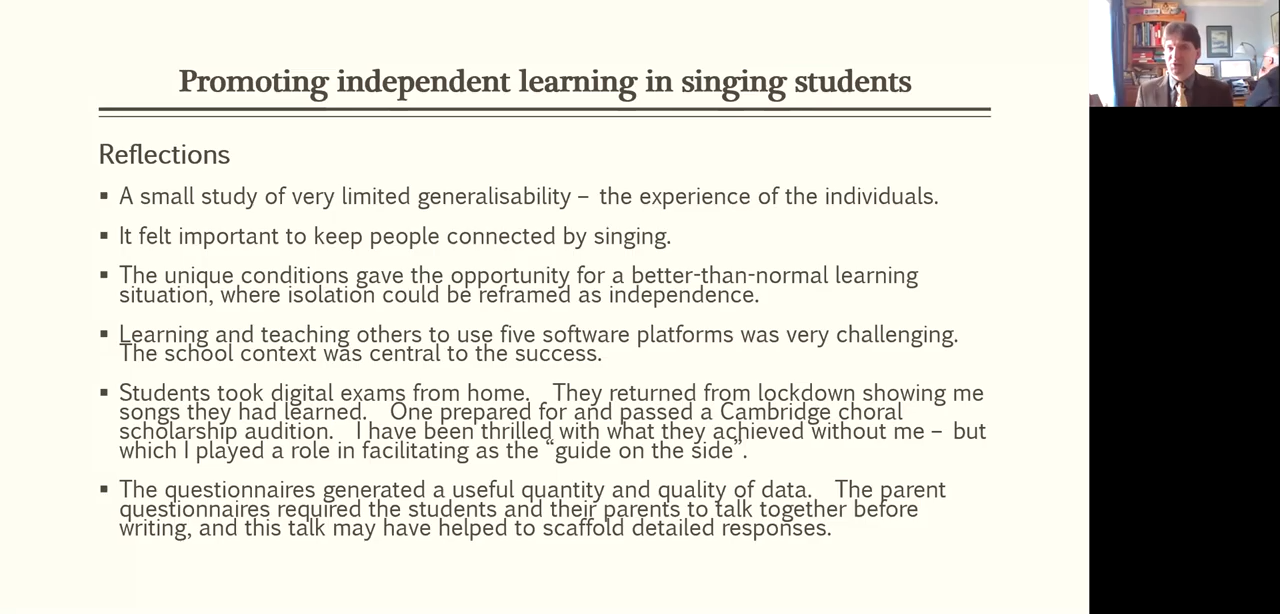 Promoting independent learning in singing students
Reflections
▪ A small study of very limited generalisability – the experience of the individuals.
▪ It felt important to keep people connected by singing.
▪ The unique conditions gave the opportunity for a better-than-normal learning
situation, where isolation could be reframed as independence.
▪ Learning and teaching others to use five software platforms was very challenging.
The school context was central to the success.
▪ Students took digital exams from home. They returned from lockdown showing me
songs they had learned. One prepared for and passed a Cambridge choral
scholarship audition. I have been thrilled with what they achieved without me – but
which I played a role in facilitating as the “guide on the side”.
▪ The questionnaires generated a useful quantity and quality of data. The parent
questionnaires required the students and their parents to talk together before
writing, and this talk may have helped to scaffold detailed responses.